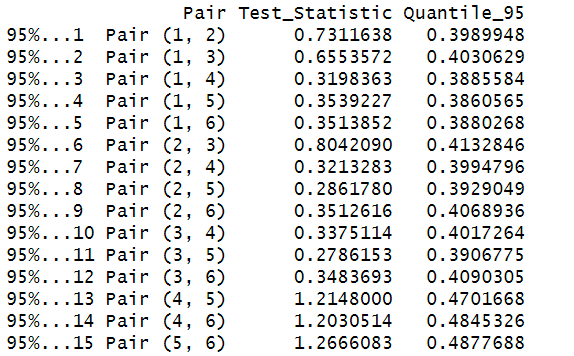 Pair Test_Statistic Quantile_95
95%...1 Pair (1, 2) 0.7311638 0.3989948
95%...2 Pair (1, 3) 0.6553572 0.4030629
95%...3 Pair (1, 4) 0.3198363 0.3885584
95%...4 Pair (1, 5) 0.3539227 0.3860565
95%...5 Pair (1, 6) 0.3513852 0.3880268
95%...6 Pair (2, 3) 0.8042090 0.4132846
95%...7 Pair (2, 4) 0.3213283 0.3994796
95%...8 Pair (2, 5) 0.2861780 0.3929049
95%...9 Pair (2, 6) 0.3512616 0.4068936
95%...10 Pair (3, 4) 0.3375114 0.4017264
95%...11 Pair (3, 5) 0.2786153 0.3906775
95%...12 Pair (3, 6) 0.3483693 0.4090305
95%...13 Pair (4, 5) 1.2148000 0.4701668
95%...14 Pair (4, 6) 1.2030514 0.4845326
95%...15 Pair (5, 6) 1.2666083 0.4877688